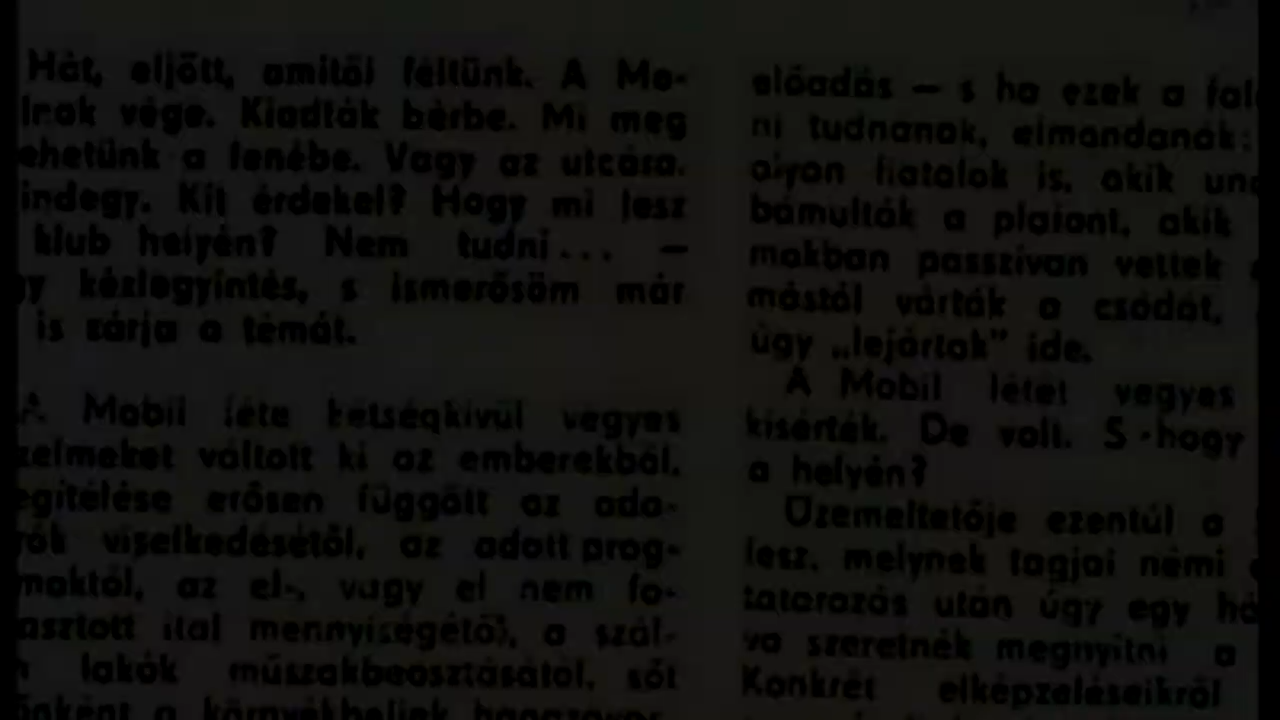 Hát, eljött, amitől féltünk. A Mo-
lnak vége. Kiadták bérbe. Mi meg
ehetünk a fenébe. Vagy az utcára.
indegy. Kit érdekel? Hogy mi lesz
klub helyén? Nem tudni... —
gy kézlegyintés, s ismerősöm már
is zárja a témát.
A Mobil léte kétségkívül vegyes
zelmeket váltott ki az emberekből.
egítélése erősen függött az ado-
viselkedésétől, az adott prog-
moktól, az el-, vagy el nem fo-
asztott ital mennyiségétől, a szál-
lakók műszakbeosztásától, sőt
a környékbeliek
előadás — s ha ezek a fal
ni tudnának, elmondanák:
olyan fiatalok is, akik un
bámulták a plafont, akik
makban passzívan vettek
mástól várták a csodát,
úgy „lejártak” ide.
A Mobil létét vegyes
kísérték. De volt. S hogy
a helyén?
Üzemeltetője ezentúl a
lesz, melynek tagjai némi
tatarozás után úgy egy há
va szeretnék megnyitni a
Konkrét elképzeléseikről